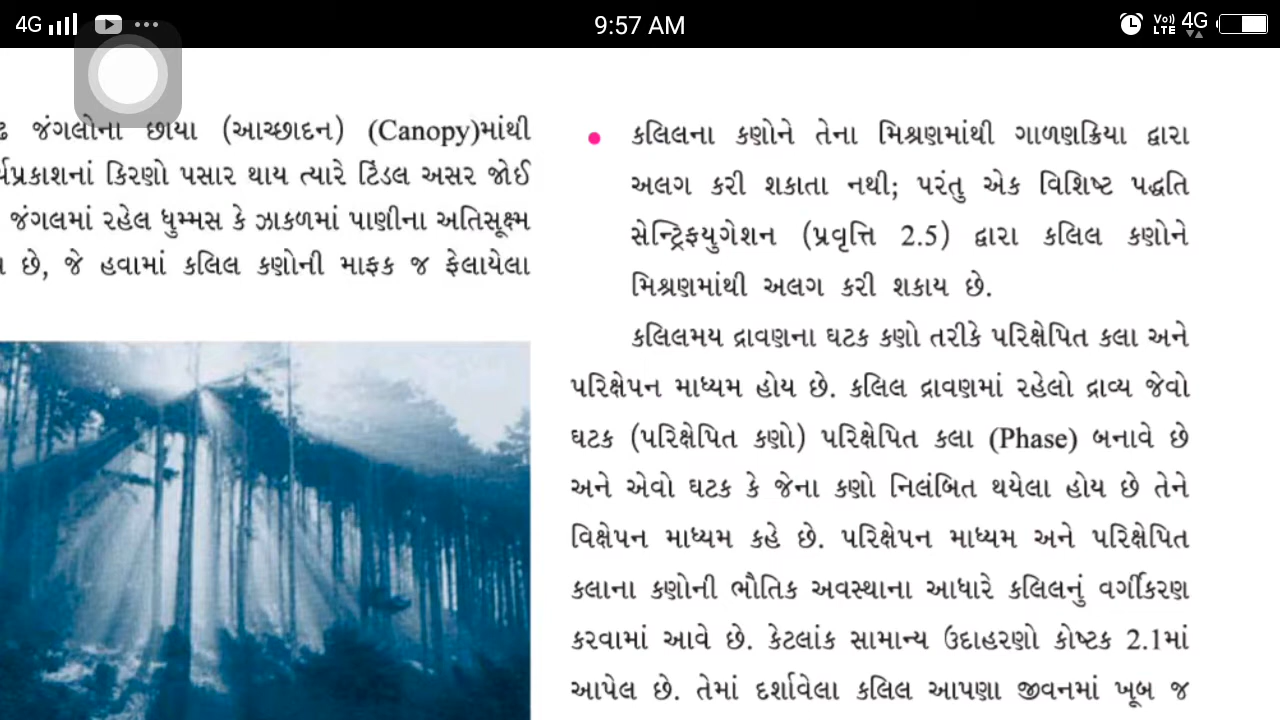 4G
9:57 AM
Vo))
LTE
4G
જંગલોના છાયા (આચ્છાદન) (Canopy)માંથી
ર્યપ્રકાશનાં કિરણો પસાર થાય ત્યારે ટિંડલ અસર જોઈ
જંગલમાં રહેલ ધુમ્મસ કે ઝાકળમાં પાણીના અતિસૂક્ષ્મ
છે, જે હવામાં કલિલ કણોની માફક જ ફેલાયેલા
• કલિલના કણોને તેના મિશ્રણમાંથી ગાળણક્રિયા દ્વારા
અલગ કરી શકાતા નથી; પરંતુ એક વિશિષ્ટ પદ્ધતિ
સેન્ટ્રિફયુગેશન (પ્રવૃત્તિ 2.5) દ્વારા કલિલ કણોને
મિશ્રણમાંથી અલગ કરી શકાય છે.
કલિલમય દ્રાવણના ઘટક કણો તરીકે પરિક્ષેપિત કલા અને
પરિક્ષેપન માધ્યમ હોય છે. કલિલ દ્રાવણમાં રહેલો દ્રાવ્ય જેવો
ઘટક (પરિક્ષેપિત કણો) પરિક્ષેપિત કલા (Phase) બનાવે છે
અને એવો ઘટક કે જેના કણો નિલંબિત થયેલા હોય છે તેને
વિક્ષેપન માધ્યમ કહે છે. પરિક્ષેપન માધ્યમ અને પરિક્ષેપિત
કલાના કણોની ભૌતિક અવસ્થાના આધારે કલિલનું વર્ગીકરણ
કરવામાં આવે છે. કેટલાંક સામાન્ય ઉદાહરણો કોષ્ટક 2.1માં
આપેલ છે. તેમાં દર્શાવેલા કલિલ આપણા જીવનમાં ખૂબ જ